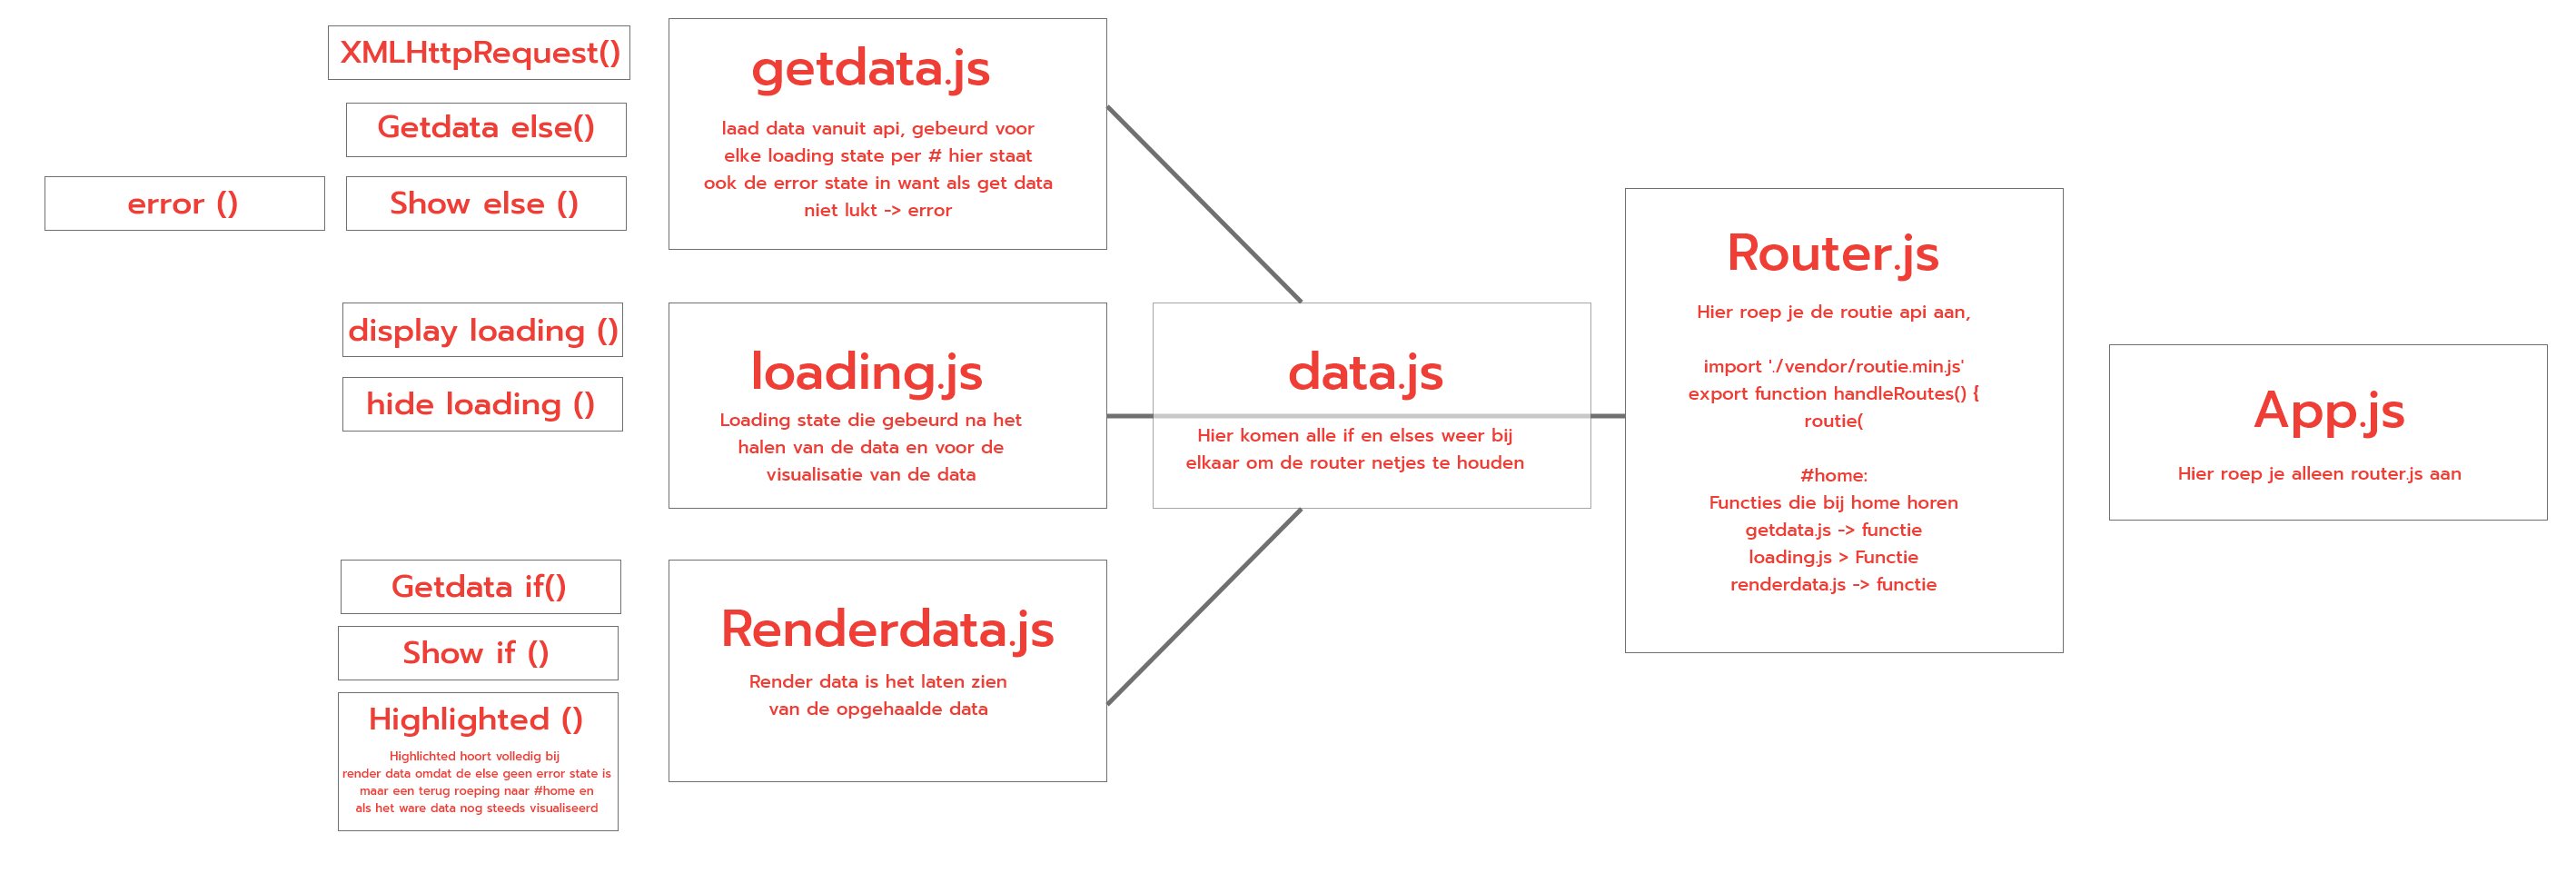 XMLHttpRequest()
Getdata else()
error ()
Show else ()
getdata.js
laad data vanuit api, gebeurd voor
elke loading state per # hier staat
ook de error state in want als get data
niet lukt -> error
display loading ()
hide loading ()
loading.js
Loading state die gebeurd na het
halen van de data en voor de
visualisatie van de data
Getdata if()
Show if ()
Highlighted ()
Highlichted hoort volledig bij
render data omdat de else geen error state is
maar een terug roeping naar #home en
als het ware data nog steeds visualiseerd
Renderdata.js
Render data is het laten zien
van de opgehaalde data
data.js
Hier komen alle if en elses weer bij
elkaar om de router netjes te houden
Router.js
Hier roep je de routie api aan,
import './vendor/routie.min.js'
export function handleRoutes() {
routie(
#home:
Functies die bij home horen
getdata.js -> functie
loading.js > Functie
renderdata.js -> functie
App.js
Hier roep je alleen router.js aan